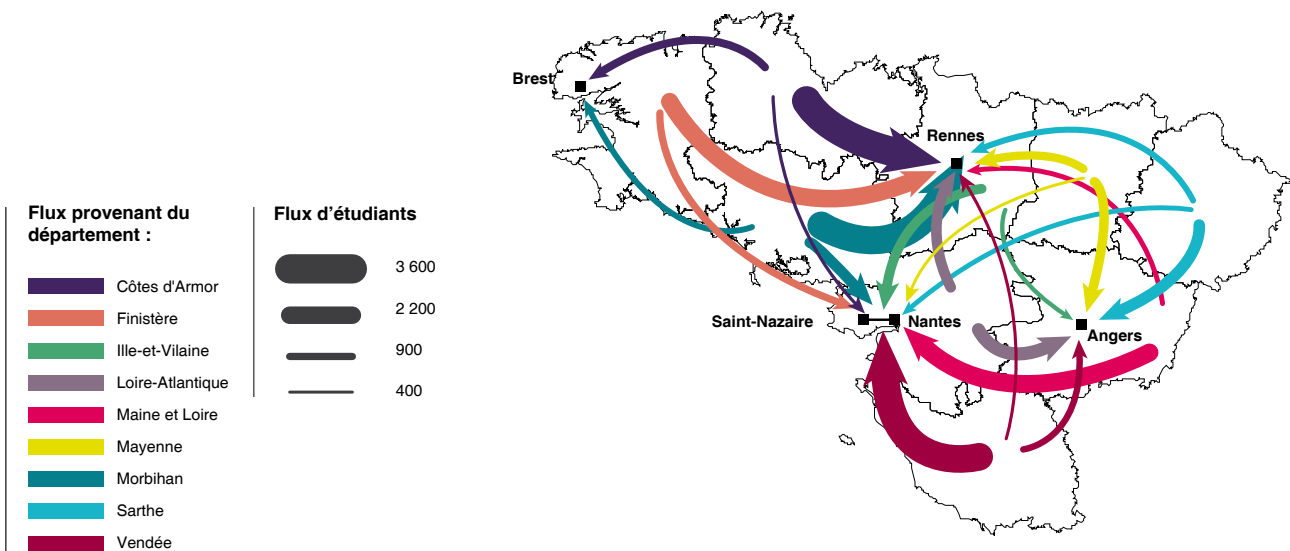 Flux provenant du
département :
Côtes d'Armor
Finistère
Ille-et-Vilaine
Loire-Atlantique
Maine et Loire
Mayenne
Morbihan
Sarthe
Vendée
Flux d'étudiants
3 600
2 200
900
400
Brest
Rennes
Saint-Nazaire
Nantes
Angers